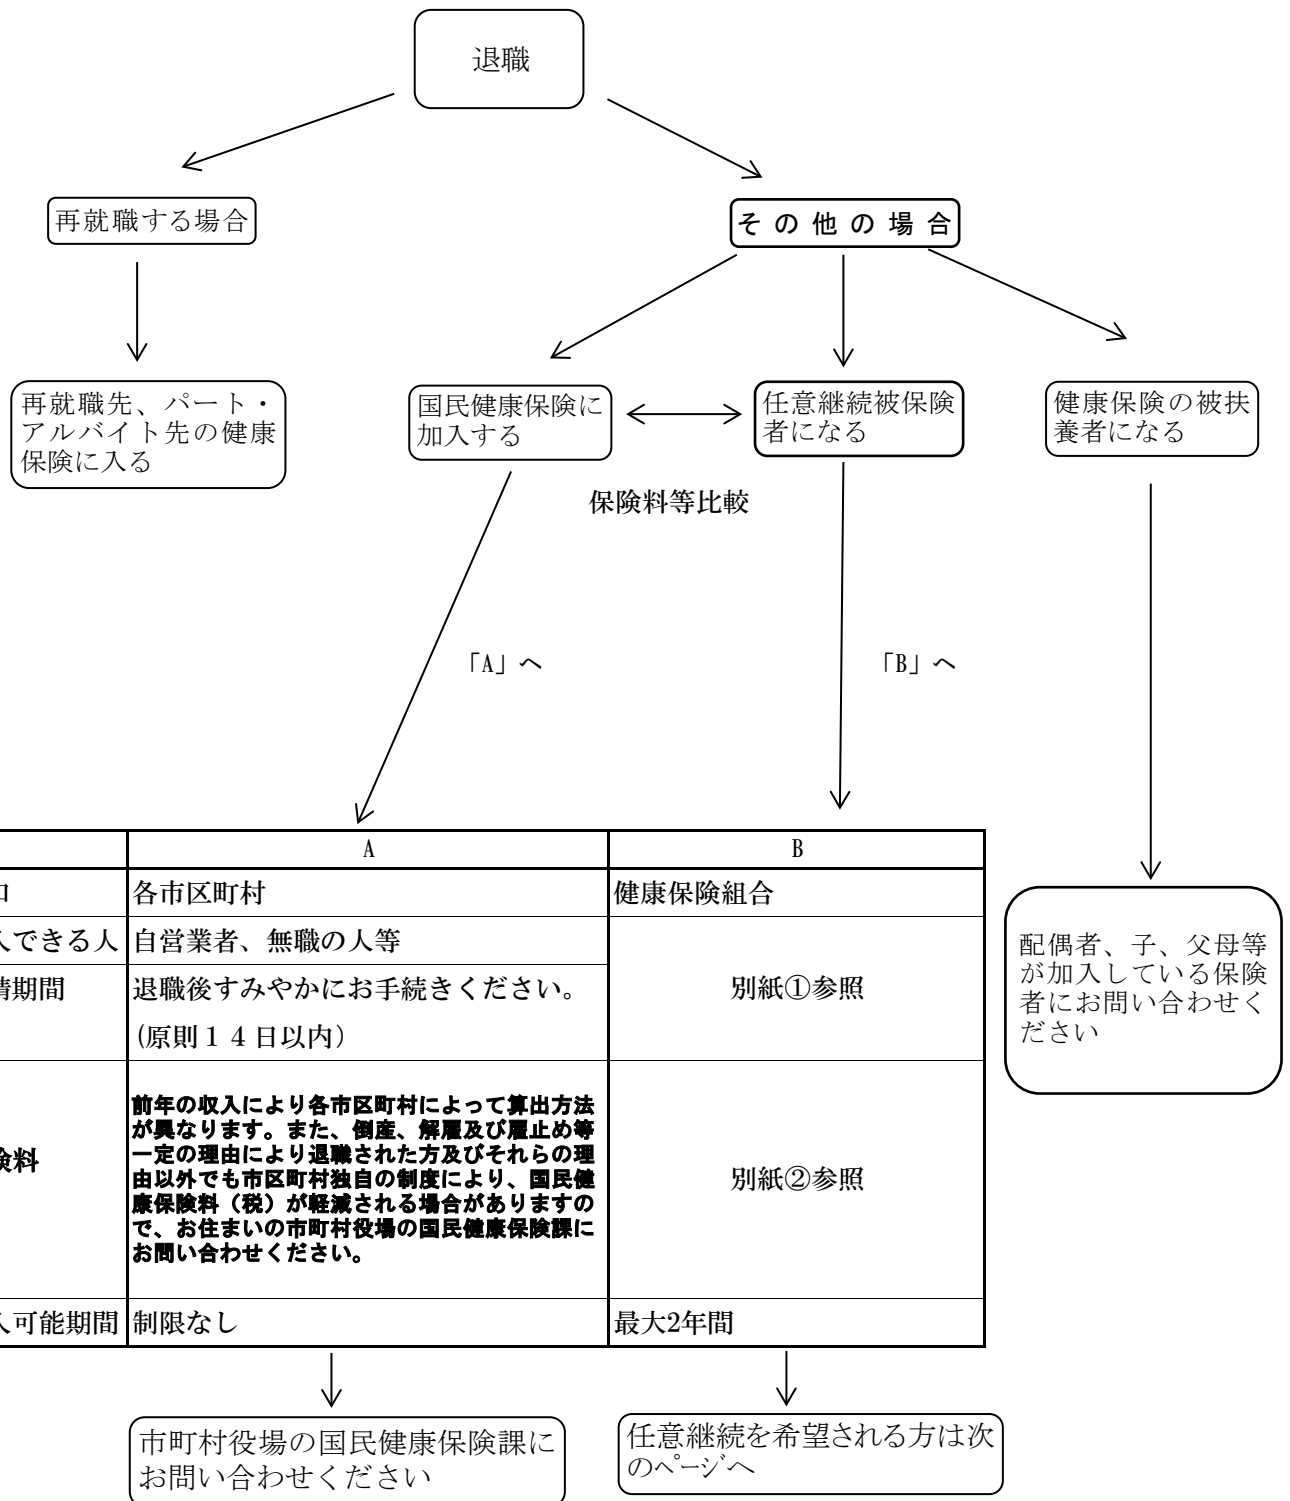 退職
再就職する場合
その他の場合
再就職先、パート・
アルバイト先の健康
保険に入る
国民健康保険に
加入する
任意継続被保険
者になる
健康保険の被扶
養者になる
保険料等比較
「A」へ
「B」へ
A
B
各市区町村
健康保険組合
入できる人
自営業者、無職の人等
請期間
退職後すみやかにお手続きください。
(原則１４日以内）
別紙①参照
険料
前年の収入により各市区町村によって算出方法
が異なります。また、倒産、解雇及び雇止め等
一定の理由により退職された方及びそれらの理
由以外でも市区町村独自の制度により、国民健
康保険料（税）が軽減される場合がありますの
で、お住まいの市町村役場の国民健康保険課に
お問い合わせください。
別紙②参照
入可能期間
制限なし
最大2年間
配偶者、子、父母等
が加入している保険
者にお問い合わせく
ださい
市町村役場の国民健康保険課に
お問い合わせください
任意継続を希望される方は次
のページへ